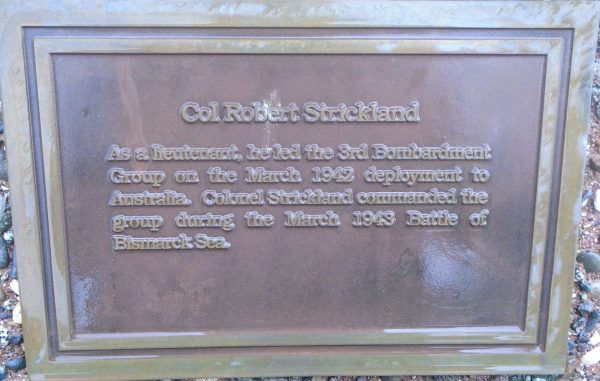 Col Robert Strickland
As a lieutenant, he led the 3rd Bombardment
Group on the March 1942 deployment to
Australia. Colonel Strickland commanded the
group during the March 1943 Battle of
Bismarck Sea.